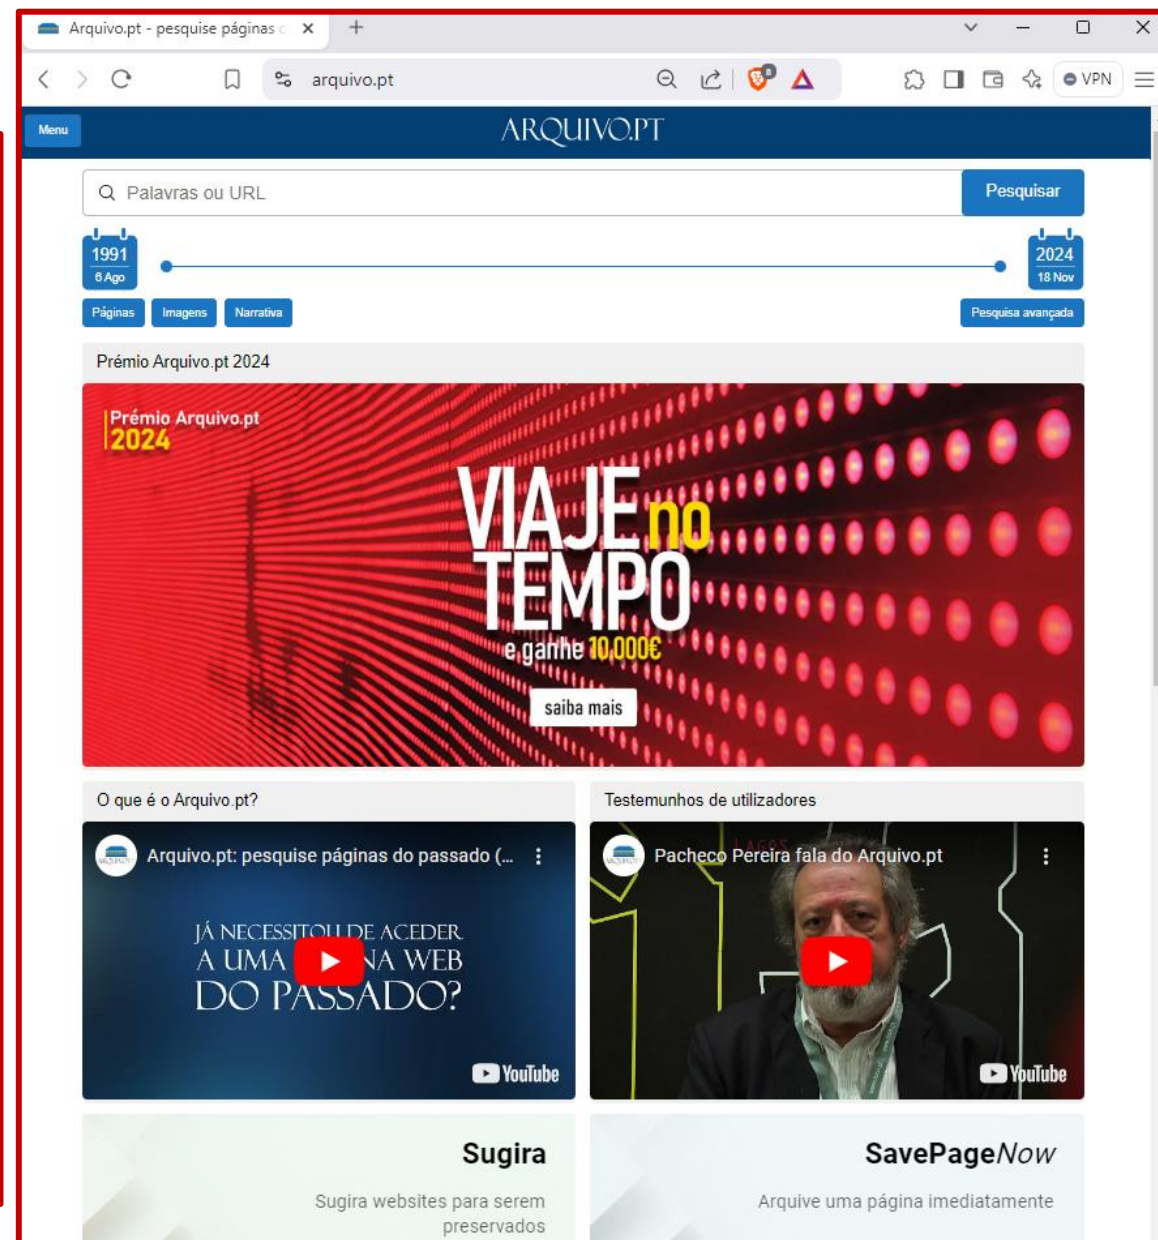 Arquivo.pt - pesquise páginas
arquivo.pt
VPN
Menu
ARQUIVO.PT
Palavras ou URL
Pesquisar
1991
6 Ago
2024
18 Nov
Páginas
Imagens
Narrativa
Pesquisa avançada
Prémio Arquivo.pt 2024
Prémio Arquivo.pt
2024
VIAJE no
TEMPO
e ganhe 10.000€
saiba mais
O que é o Arquivo.pt?
Testemunhos de utilizadores
Arquivo.pt: pesquise páginas do passado (...
JÁ NECESSITOU DE ACEDER
A UMA NA WEB
DO PASSADO?
YouTube
Pacheco Pereira fala do Arquivo.pt
LAGOS
YouTube
Sugira
Sugira websites para serem
preservados
SavePageNow
Arquive uma página imediatamente